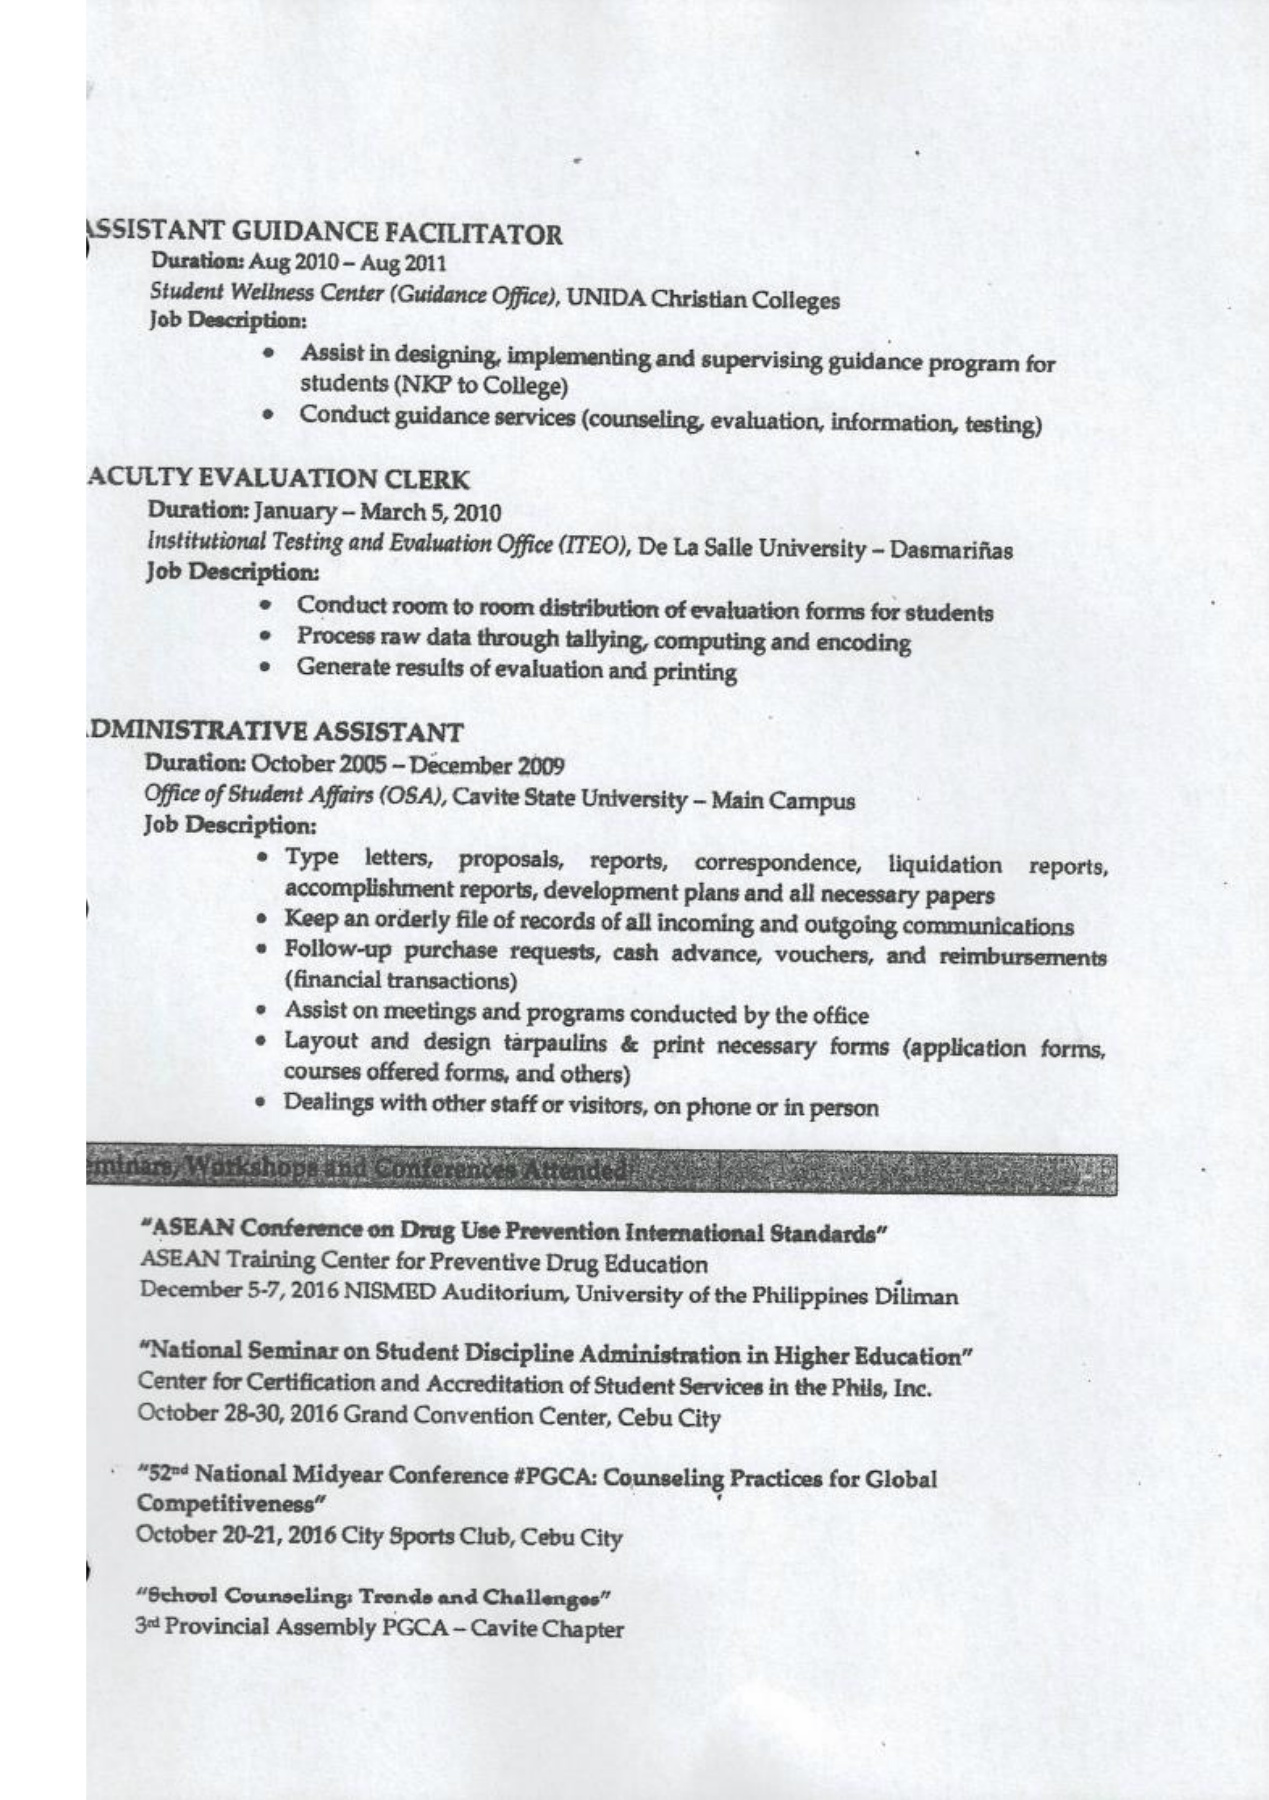 ASSISTANT GUIDANCE FACILITATOR
Duration: Aug 2010 – Aug 2011
Student Wellness Center (Guidance Office), UNIDA Christian Colleges
Job Description:
• Assist in designing, implementing and supervising guidance program for
students (NKP to College)
• Conduct guidance services (counseling, evaluation, information, testing)
ACULTY EVALUATION CLERK
Duration: January – March 5, 2010
Institutional Testing and Evaluation Office (ITEO), De La Salle University – Dasmariñas
Job Description:
• Conduct room to room distribution of evaluation forms for students
• Process raw data through tallying, computing and encoding
• Generate results of evaluation and printing
DMINISTRATIVE ASSISTANT
Duration: October 2005 – December 2009
Office of Student Affairs (OSA), Cavite State University – Main Campus
Job Description:
• Type letters, proposals, reports, correspondence, liquidation reports,
accomplishment reports, development plans and all necessary papers
• Keep an orderly file of records of all incoming and outgoing communications
• Follow-up purchase requests, cash advance, vouchers, and reimbursements
(financial transactions)
• Assist on meetings and programs conducted by the office
• Layout and design tarpaulins & print necessary forms (application forms,
courses offered forms, and others)
• Dealings with other staff or visitors, on phone or in person
eminars, Workshops and Conferences Attended:
"ASEAN Conference on Drug Use Prevention International Standards"
ASEAN Training Center for Preventive Drug Education
December 5-7, 2016 NISMED Auditorium, University of the Philippines Diliman
"National Seminar on Student Discipline Administration in Higher Education"
Center for Certification and Accreditation of Student Services in the Phils, Inc.
October 28-30, 2016 Grand Convention Center, Cebu City
"52nd National Midyear Conference #PGCA: Counseling Practices for Global
Competitiveness"
October 20-21, 2016 City Sports Club, Cebu City
"School Counseling: Trends and Challenges"
3rd Provincial Assembly PGCA – Cavite Chapter